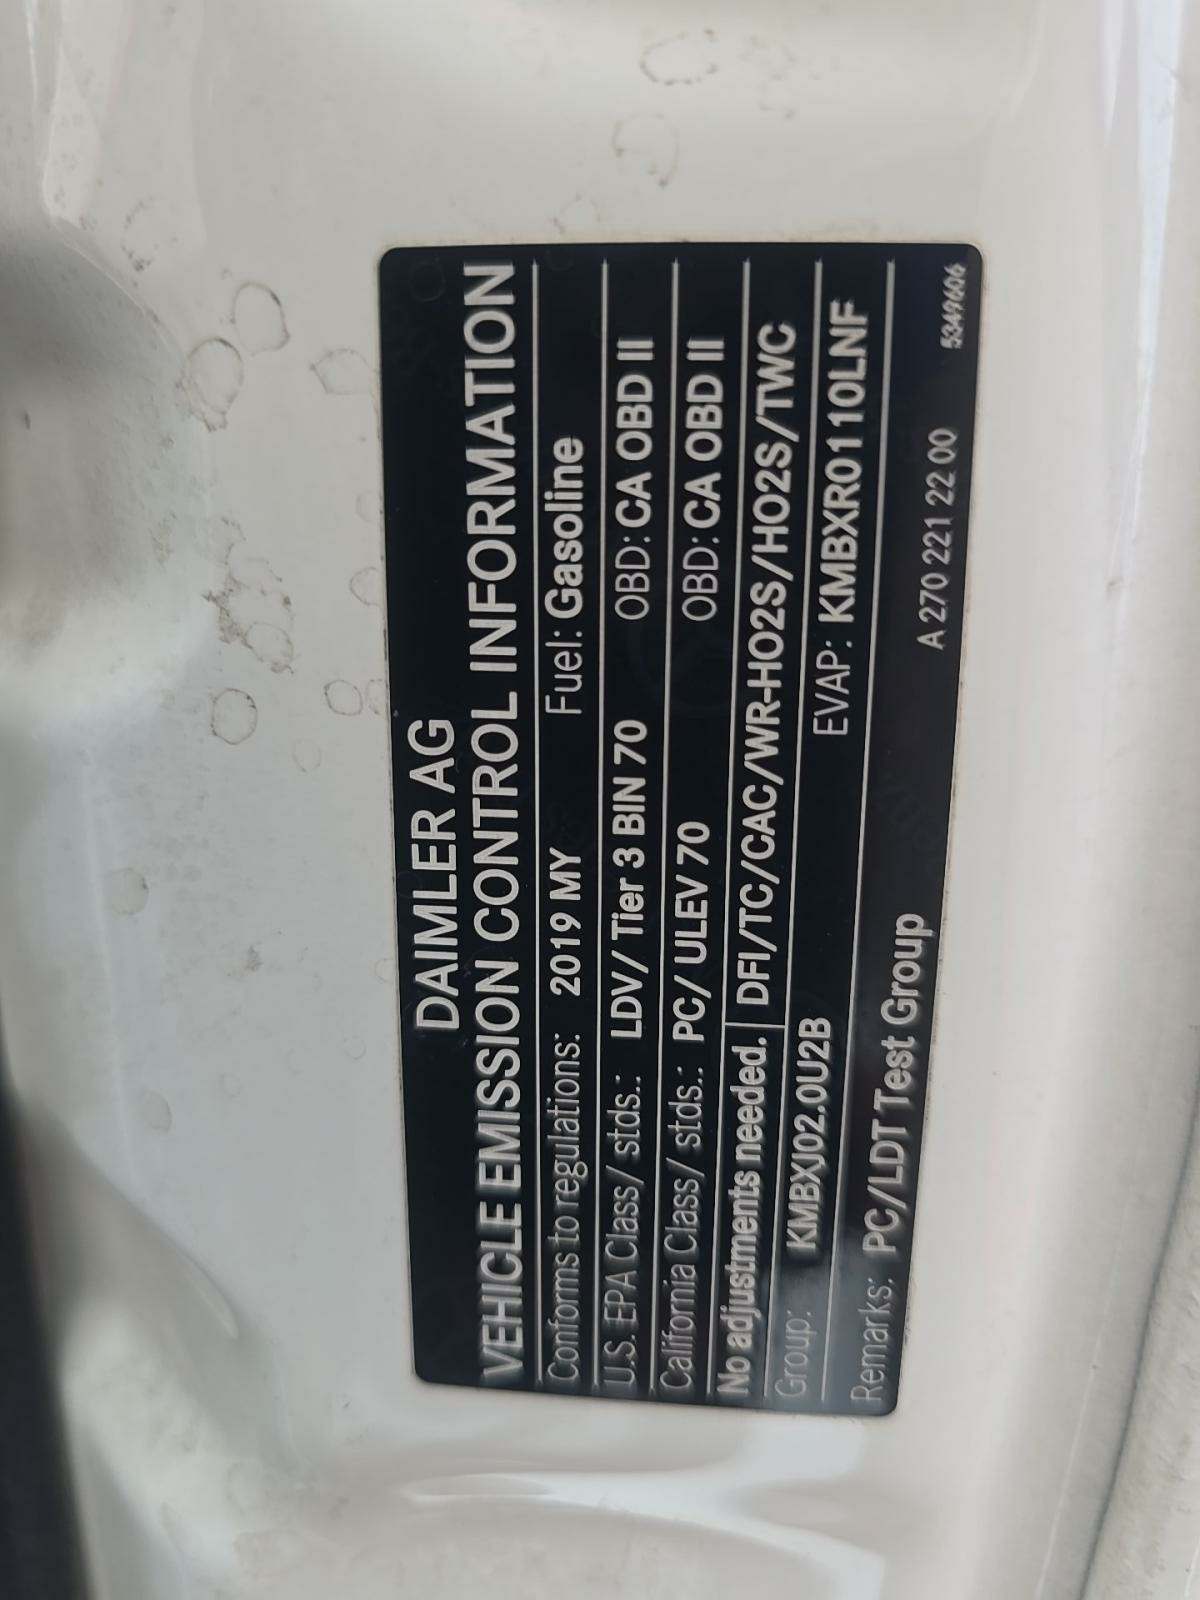 DAIMLER AG
VEHICLE EMISSION CONTROL INFORMATION
Conforms to regulations: 2019 MY Fuel: Gasoline
U.S. EPA Class/ stds.: LDV/ Tier 3 BIN 70 OBD: CA OBD II
California Class/ stds.: PC/ ULEV 70 OBD: CA OBD II
No adjustments needed. DFI/TC/CAC/WR-HO2S/HO2S/TWC
Group: KMBXJ02.0U2B EVAP: KMBXR0110LNF
Remarks: PC/LDT Test Group A 270 221 22 00 5349606